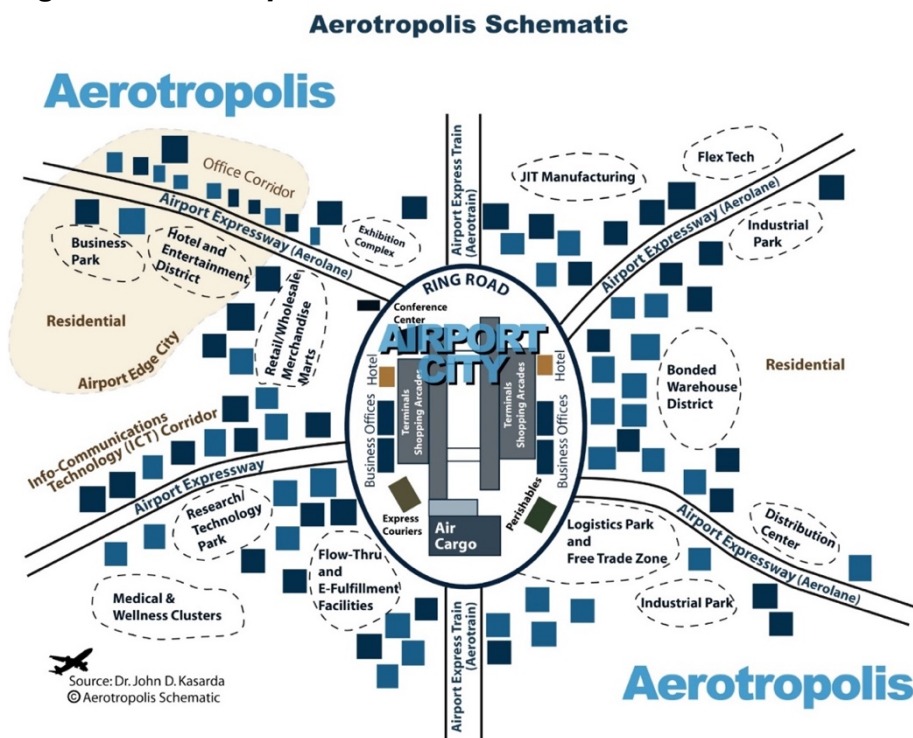 Aerotropolis Schematic
Aerotropolis
Airport Express Train
(Aerotrain)
Office Corridor
Airport Expressway (Aerolane)
Business
Park
Hotel and
Entertainment
District
Exhibition
Complex
Residential
Airport Edge City
Retail/Wholesale
Merchandise
Marts
JIT Manufacturing
Flex Tech
Airport Expressway (Aerolane)
Industrial
Park
RING ROAD
Conference
Center
AIRPORT
CITY
Hotel
Hotel
Terminals
Shopping Arcades
Terminals
Shopping Arcades
Business Offices
Business Offices
Express
Couriers
Perishables
Air
Cargo
Bonded
Warehouse
District
Residential
Info-Communications
Technology (ICT) Corridor
Airport Expressway
Research/
Technology
Park
Medical &
Wellness Clusters
Flow-Thru
and
E-Fulfillment
Facilities
Logistics Park
and
Free Trade Zone
Airport Expressway (Aerolane)
Distribution
Center
Industrial Park
Airport Express Train
(Aerotrain)
Source: Dr. John D. Kasarda
© Aerotropolis Schematic
Aerotropolis